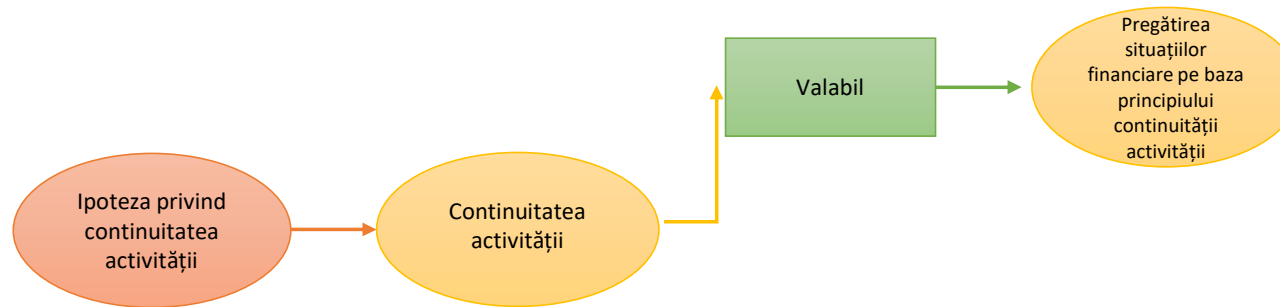 Ipoteza privind
continuitatea
activității
Continuitatea
activității
Valabil
Pregătirea
situațiilor
financiare pe baza
principiului
continuității
activității